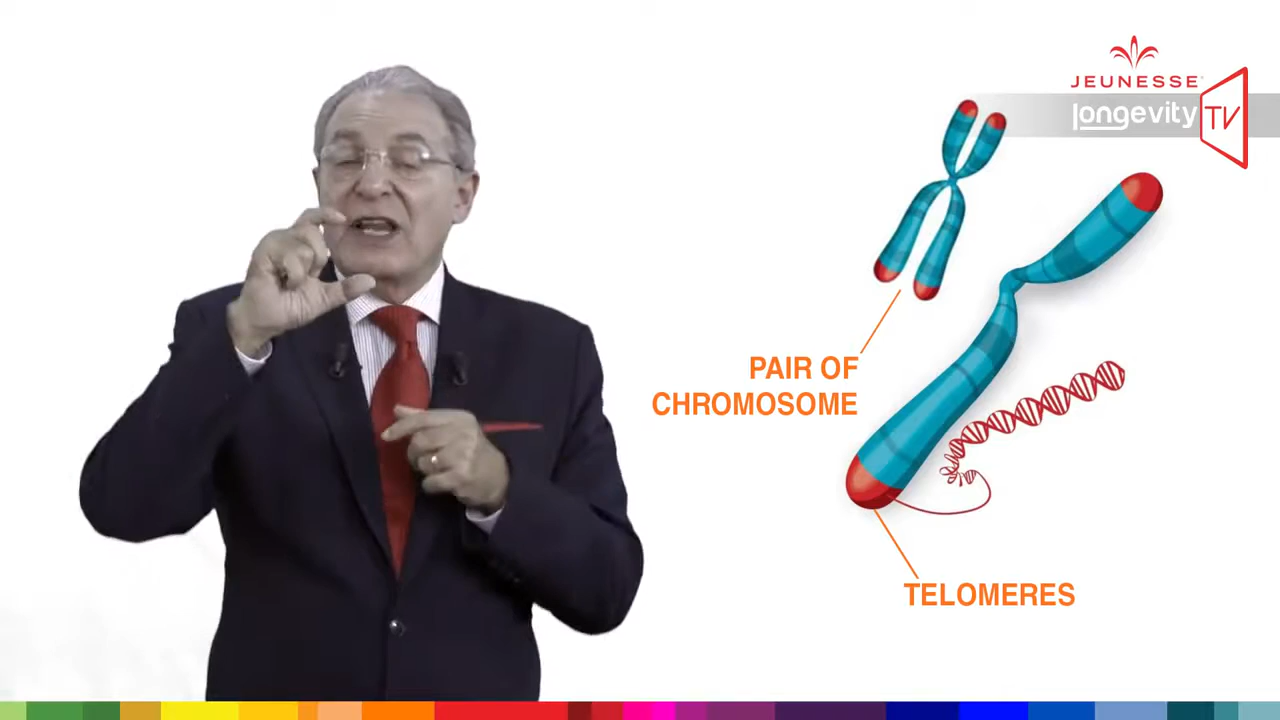 JEUNESSE
longevity TV
PAIR OF
CHROMOSOME
TELOMERES